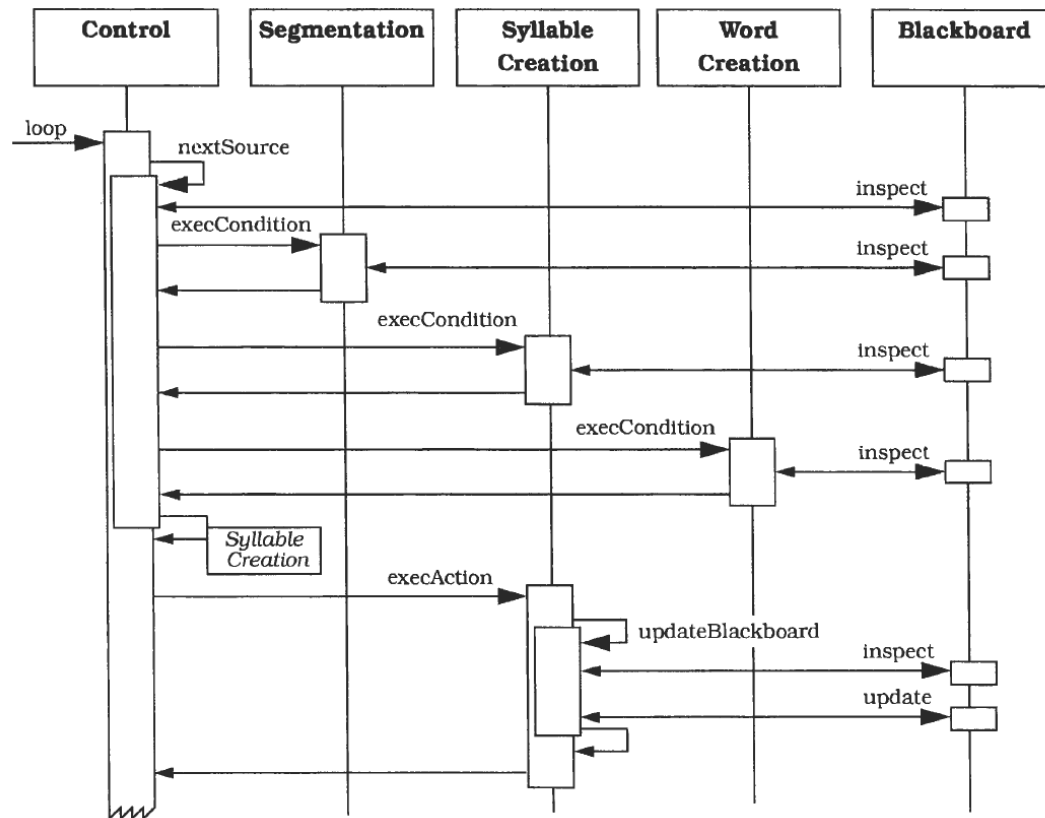 Control
Segmentation
Syllable
Creation
Word
Creation
Blackboard
loop
nextSource
inspect
execCondition
inspect
execCondition
inspect
execCondition
inspect
Syllable
Creation
execAction
updateBlackboard
inspect
update